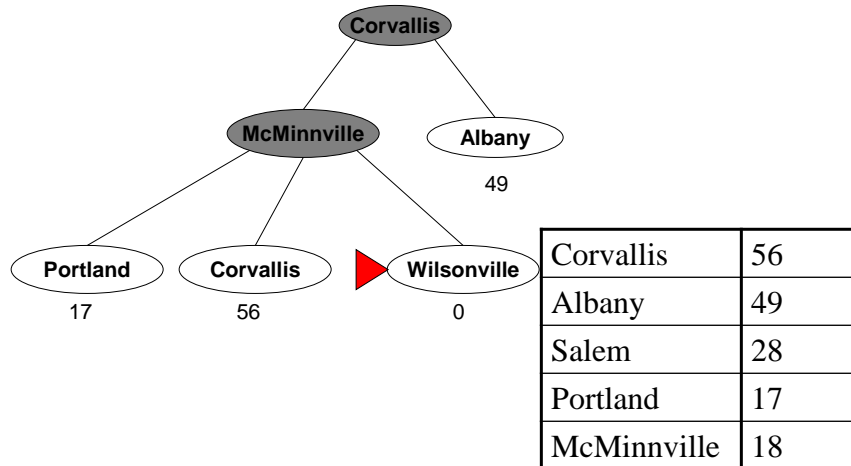 Corvallis
McMinnville
Albany
49
Portland
Corvallis
Wilsonville
17
56
0
Corvallis 56
Albany 49
Salem 28
Portland 17
McMinnville 18